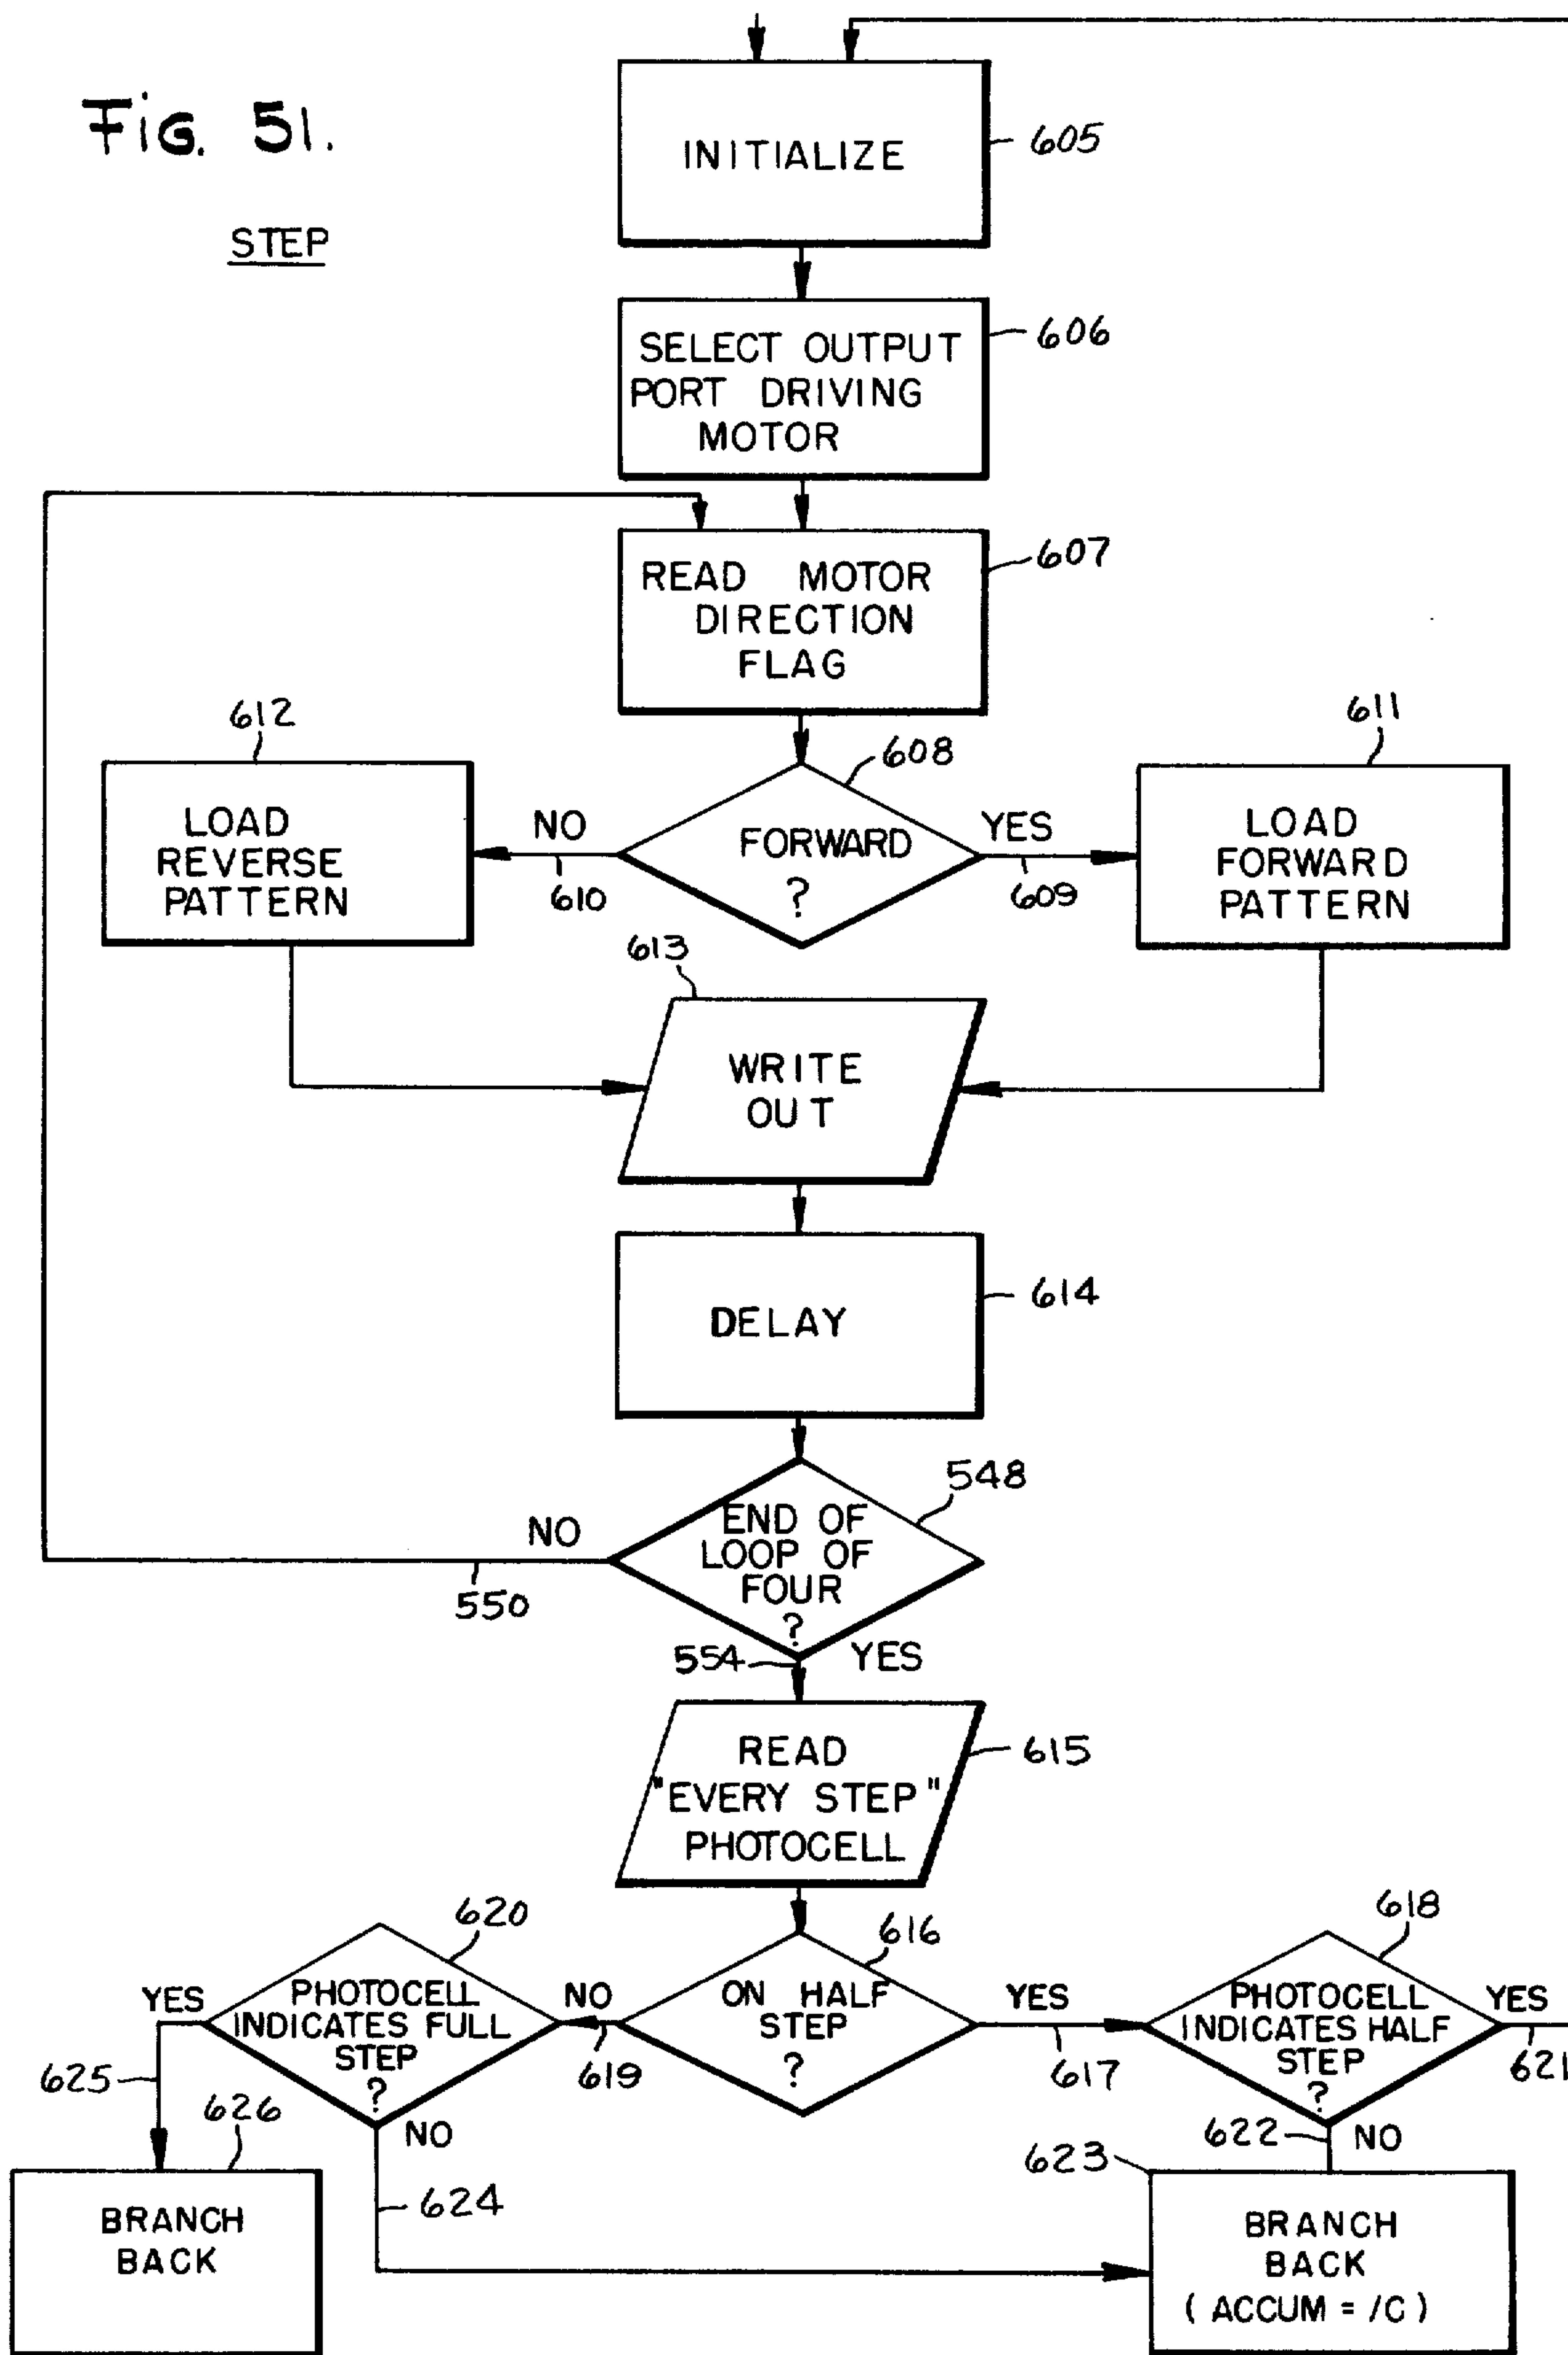 Fig. 51.
STEP
INITIALIZE
605
SELECT OUTPUT
PORT DRIVING
MOTOR
606
READ MOTOR
DIRECTION
FLAG
607
612
LOAD
REVERSE
PATTERN
NO
610
608
FORWARD
?
YES
609
611
LOAD
FORWARD
PATTERN
613
WRITE
OUT
DELAY
614
548
END OF
LOOP OF
FOUR
?
NO
550
554
YES
READ
"EVERY STEP"
PHOTOCELL
615
620
YES
PHOTOCELL
INDICATES FULL
STEP
?
NO
619
616
ON HALF
STEP
?
YES
617
618
PHOTOCELL
INDICATES HALF
STEP
?
YES
621
625
626
NO
624
622
NO
623
BRANCH
BACK
BRANCH
BACK
( ACCUM = /C )